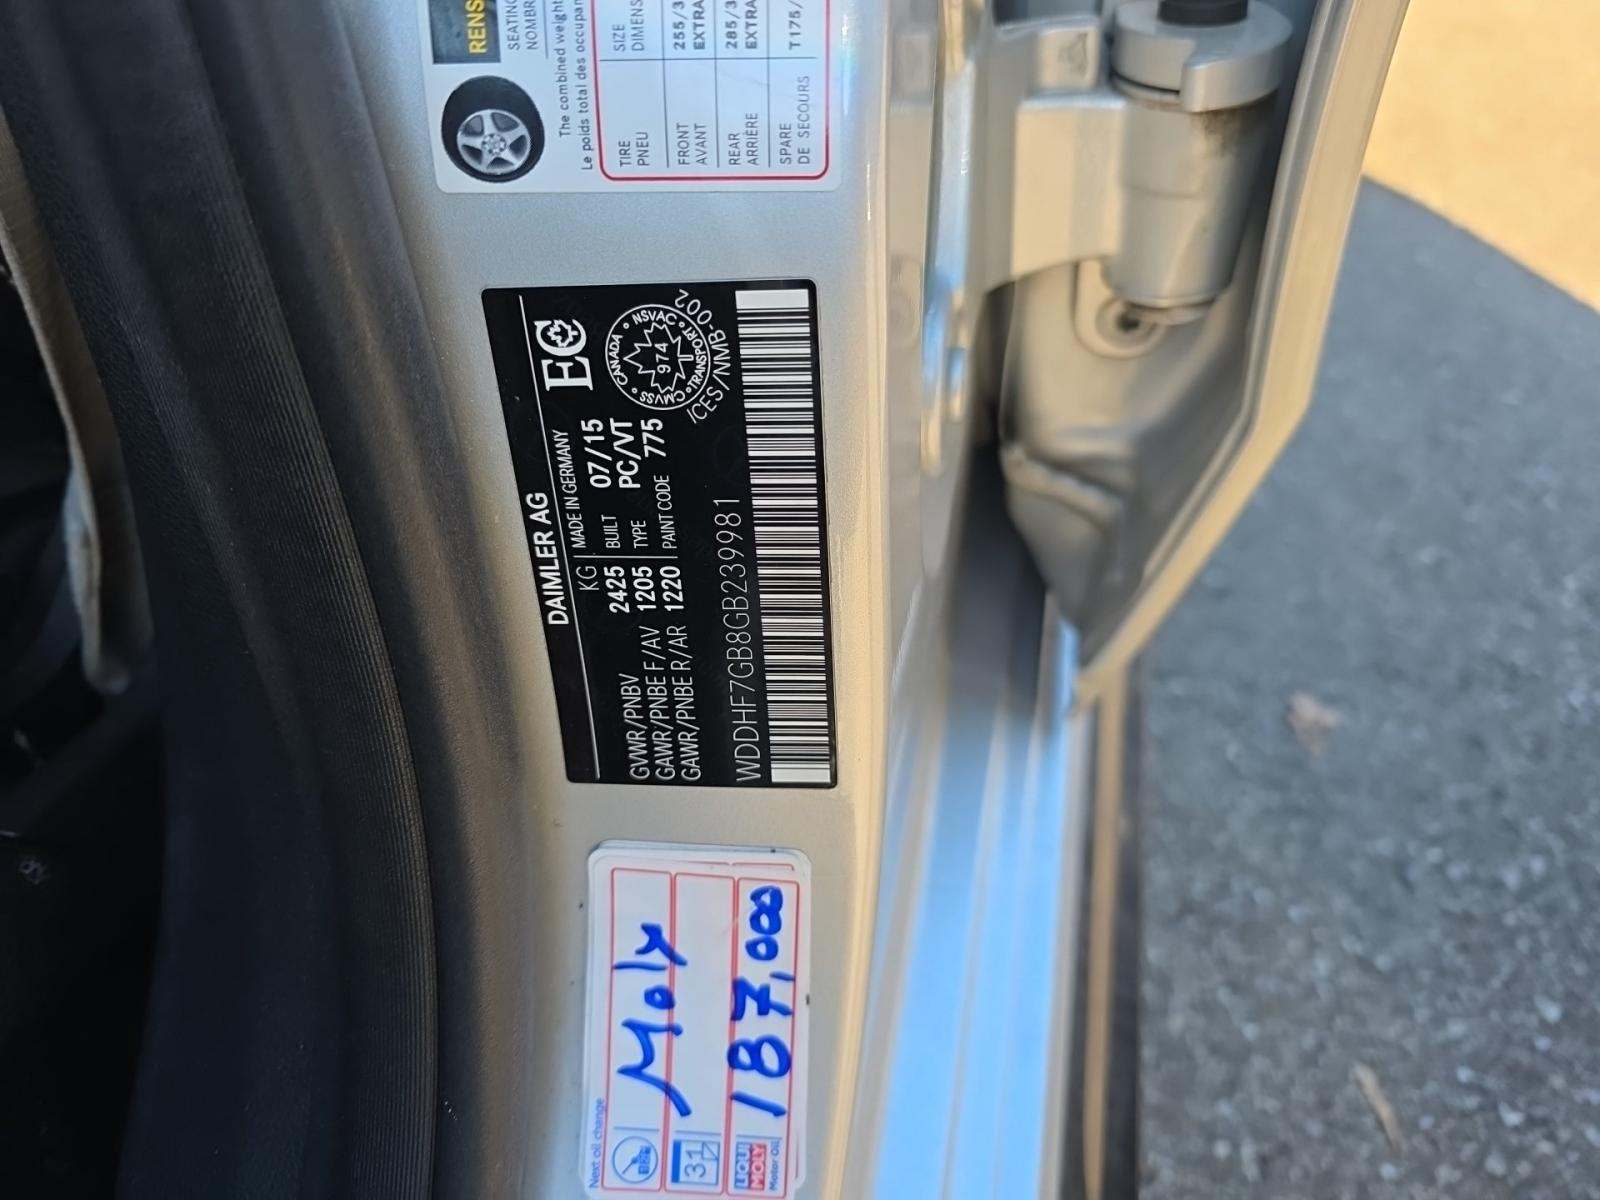 RENS
SEATING
NOMBR
The combined weight
Le poids total des occupan
TIRE
PNEU
SIZE
DIMENS
FRONT
AVANT
255/3
EXTRA
REAR
ARRIÈRE
285/3
EXTRA
SPARE
DE SECOURS
T175/
DAIMLER AG
EC
KG MADE IN GERMANY
GVWR/PNBV 2425 BUILT 07/15
GAWR/PNBE F/AV 1205 TYPE PC/VT
GAWR/PNBE R/AR 1220 PAINT CODE 775
CANADA • NSVAC • TRANSPORT • CMVSS •
974
ICES/NMB-002
WDDHF7GB8GB239981
Next oil change
Moly
31
LIQUI
MOLY
Motor Oil
187,000